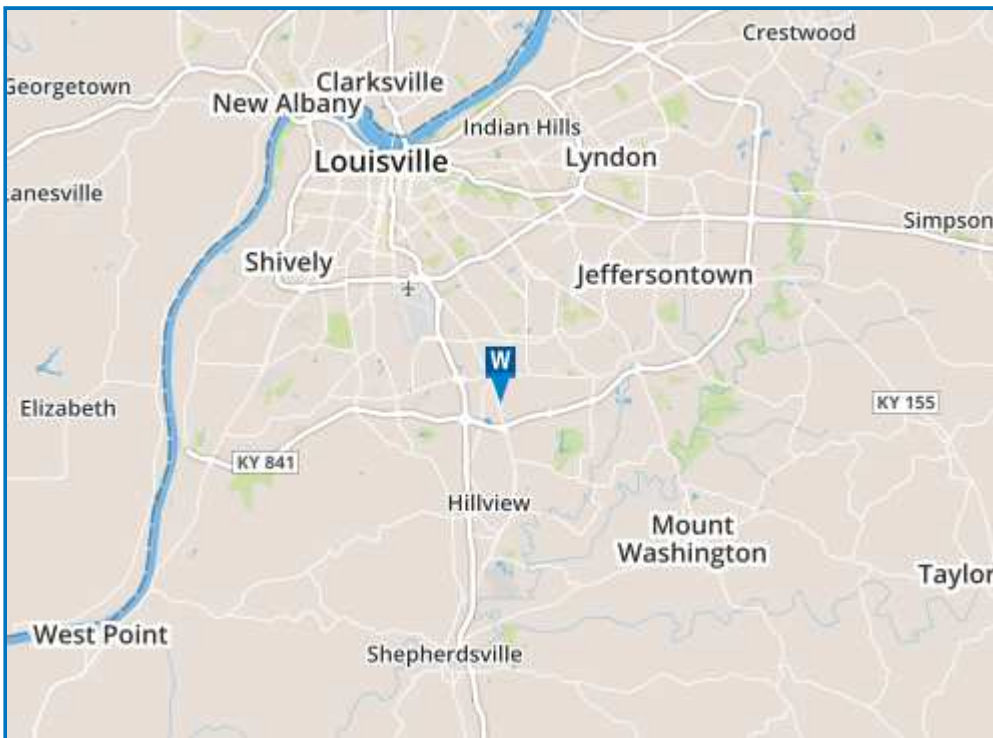 Crestwood
Georgetown
Clarksville
New Albany
Indian Hills
Louisville
Lyndon
Lanesville
Simpson
Shively
Jeffersontown
W
Elizabeth
KY 155
KY 841
Hillview
Mount
Washington
Taylor
West Point
Shepherdsville